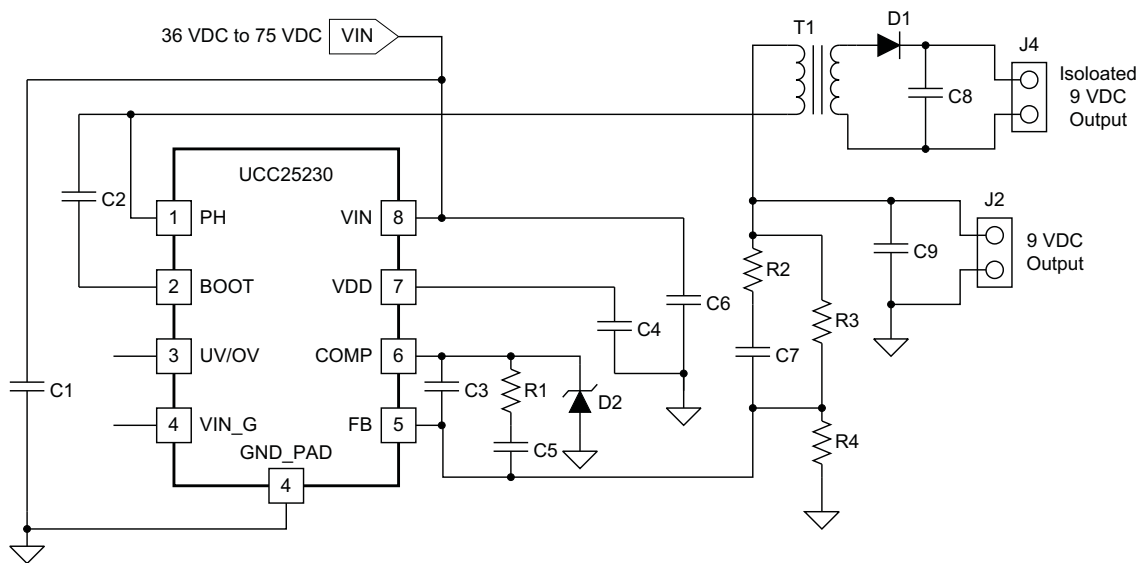 36 VDC to 75 VDC
VIN
T1
D1
J4
C8
Isoloated
9 VDC
Output
UCC25230
C2
1
PH
VIN
8
2
BOOT
VDD
7
3
UV/OV
COMP
6
4
VIN_G
FB
5
GND_PAD
4
C1
C3
R1
C5
D2
C4
C6
R2
C7
R3
R4
C9
J2
9 VDC
Output